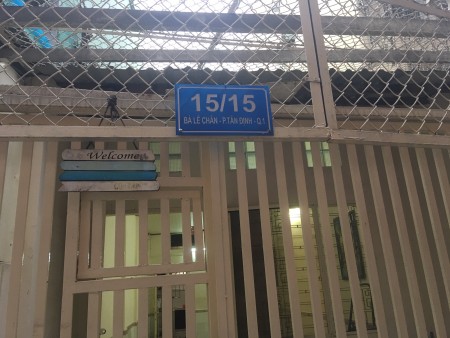 15/15
BÀ LÊ CHÂN - P.TÂN ĐỊNH - Q.1
Welcome